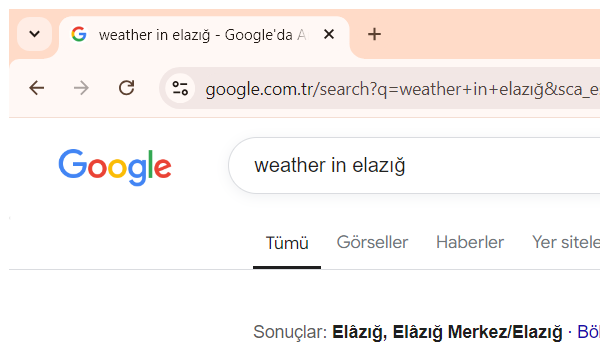 weather in elazığ - Google'da A
google.com.tr/search?q=weather+in+elazığ&sca_e
Google
weather in elazığ
Tümü Görseller Haberler Yer sitele
Sonuçlar: Elâzığ, Elâzığ Merkez/Elazığ · Böl